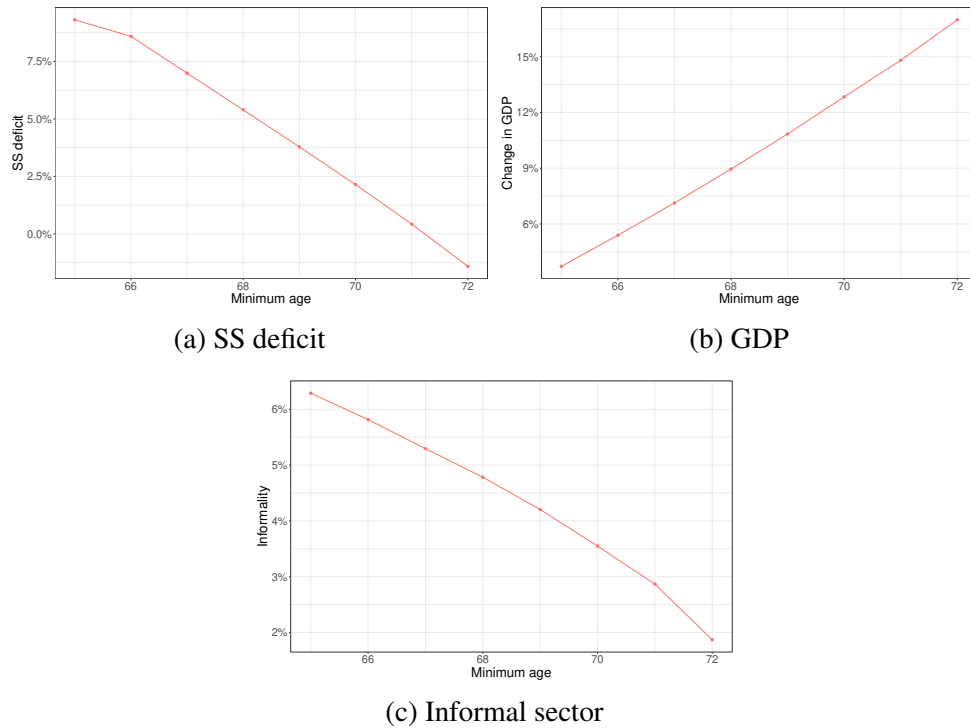 SS deficit
7.5%
5.0%
2.5%
0.0%
66
68
70
72
Minimum age
(a) SS deficit
Change in GDP
15%
12%
9%
6%
66
68
70
72
Minimum age
(b) GDP
Informality
6%
5%
4%
3%
2%
66
68
70
72
Minimum age
(c) Informal sector